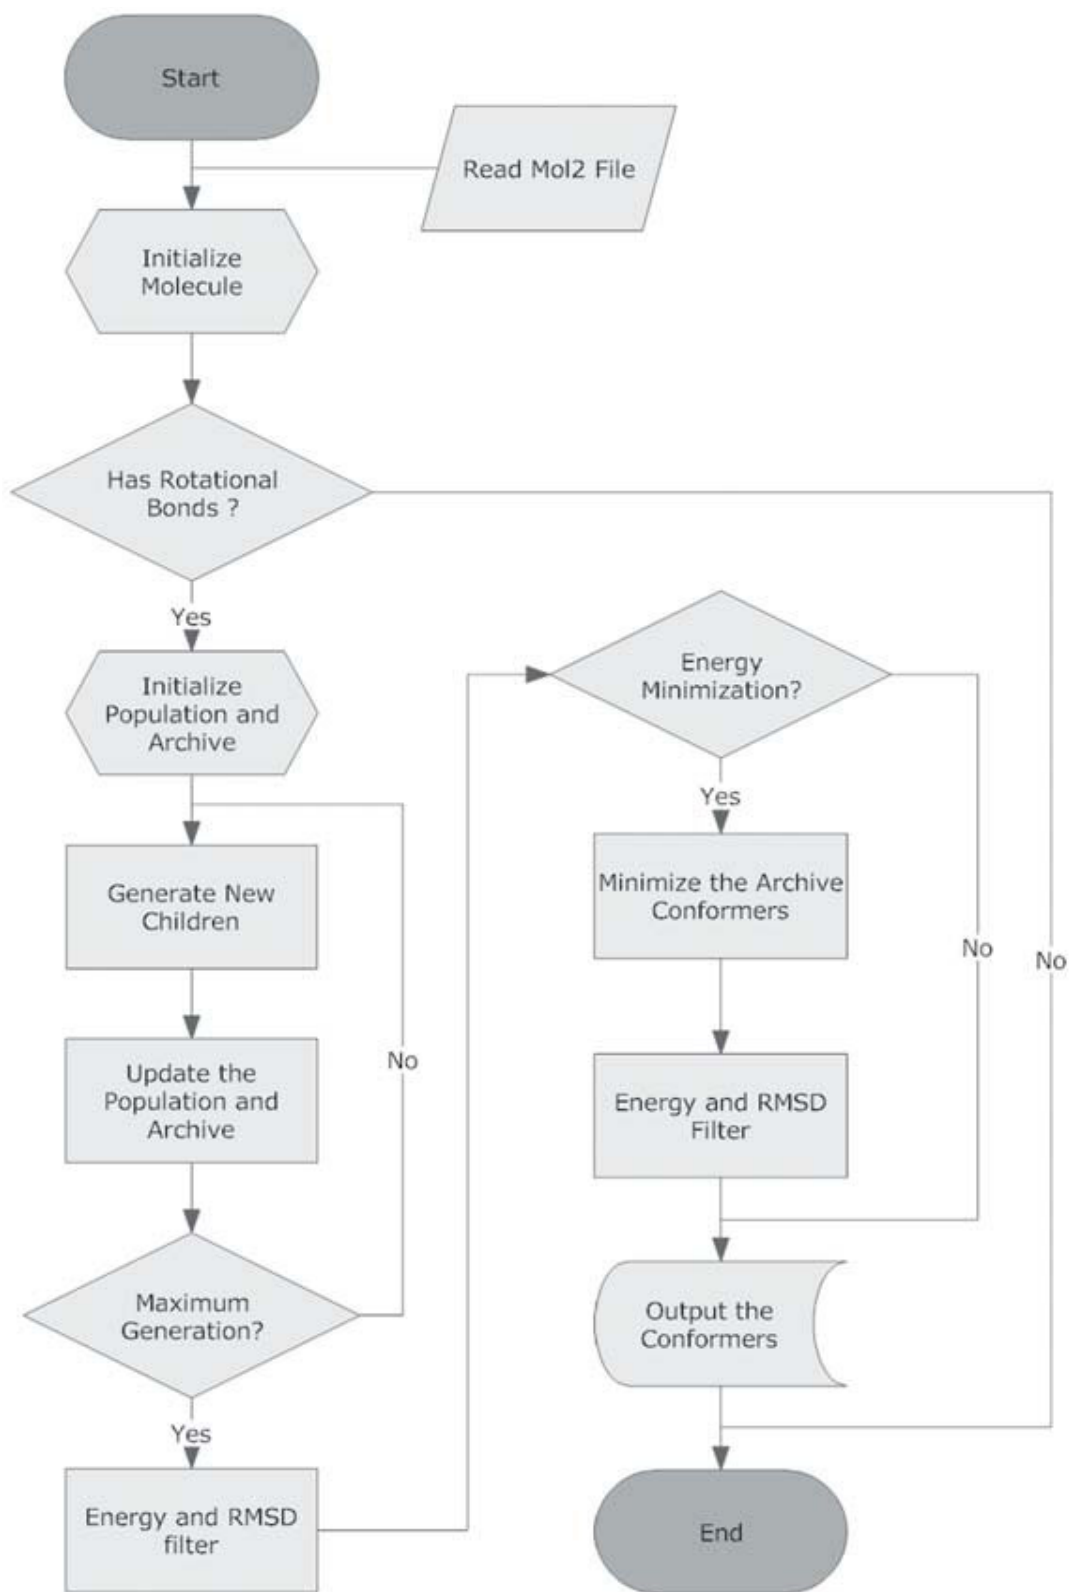 Start
Read Mol2 File
Initialize
Molecule
Has Rotational
Bonds ?
Yes
Initialize
Population and
Archive
Generate New
Children
Update the
Population and
Archive
No
Maximum
Generation?
Yes
Energy and RMSD
filter
Energy
Minimization?
Yes
Minimize the Archive
Conformers
No
No
Energy and RMSD
Filter
Output the
Conformers
End